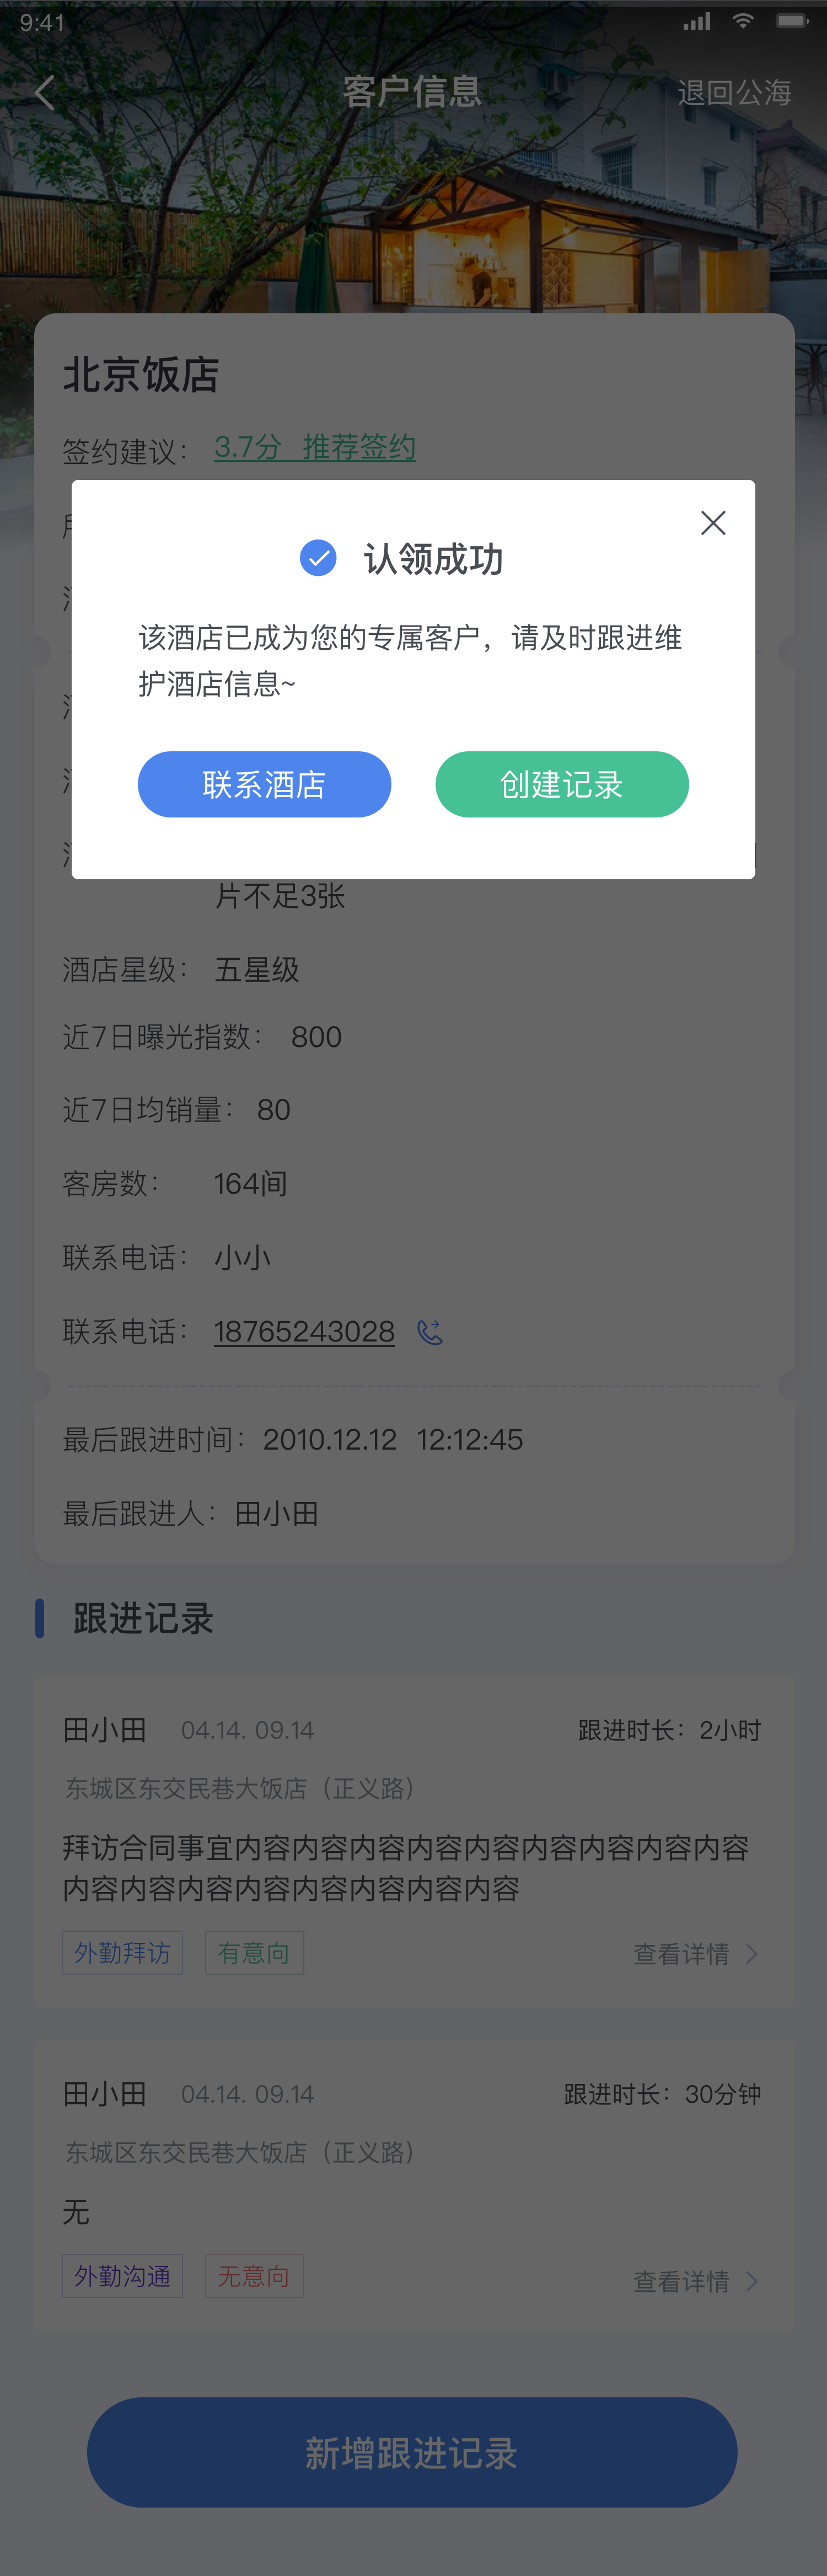 9:41
客户信息
退回公海
北京饭店
签约建议： 3.7分 推荐签约
认领成功
该酒店已成为您的专属客户，请及时跟进维
护酒店信息~
联系酒店
创建记录
片不足3张
酒店星级： 五星级
近7日曝光指数： 800
近7日均销量： 80
客房数： 164间
联系电话： 小小
联系电话： 18765243028
最后跟进时间：2010.12.12 12:12:45
最后跟进人：田小田
跟进记录
田小田 04.14. 09.14 跟进时长：2小时
东城区东交民巷大饭店（正义路）
拜访合同事宜内容内容内容内容内容内容内容内容内容
内容内容内容内容内容内容内容内容
外勤拜访 有意向 查看详情
田小田 04.14. 09.14 跟进时长：30分钟
东城区东交民巷大饭店（正义路）
无
外勤沟通 无意向 查看详情
新增跟进记录